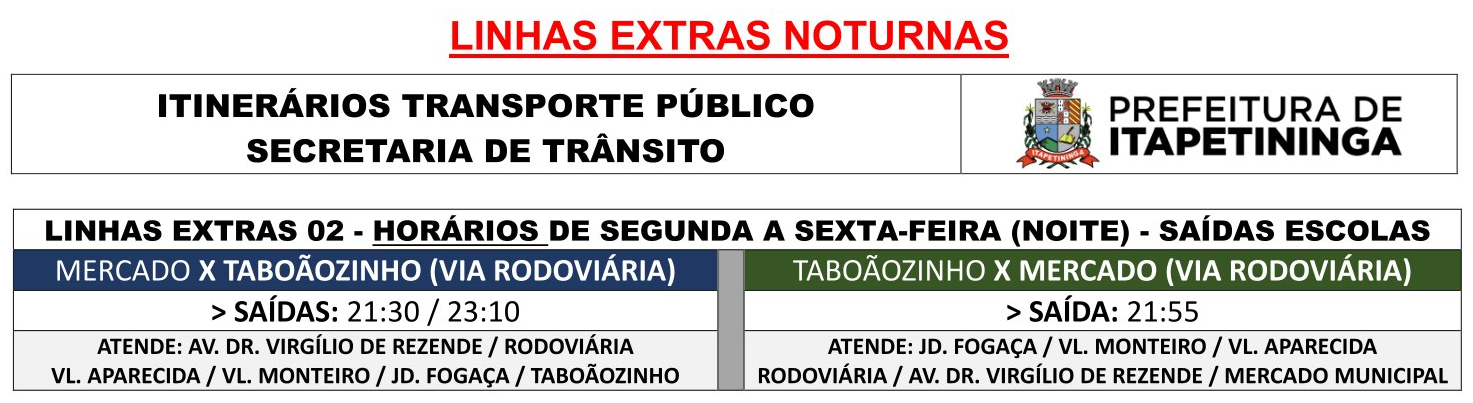 LINHAS EXTRAS NOTURNAS
ITINERÁRIOS TRANSPORTE PÚBLICO
SECRETARIA DE TRÂNSITO
PREFEITURA DE
ITAPETININGA
ITAPETININGA
LINHAS EXTRAS 02 - HORÁRIOS DE SEGUNDA A SEXTA-FEIRA (NOITE) - SAÍDAS ESCOLAS
MERCADO X TABOÃOZINHO (VIA RODOVIÁRIA)
> SAÍDAS: 21:30 / 23:10
ATENDE: AV. DR. VIRGÍLIO DE REZENDE / RODOVIÁRIA
VL. APARECIDA / VL. MONTEIRO / JD. FOGAÇA / TABOÃOZINHO
TABOÃOZINHO X MERCADO (VIA RODOVIÁRIA)
> SAÍDA: 21:55
ATENDE: JD. FOGAÇA / VL. MONTEIRO / VL. APARECIDA
RODOVIÁRIA / AV. DR. VIRGÍLIO DE REZENDE / MERCADO MUNICIPAL